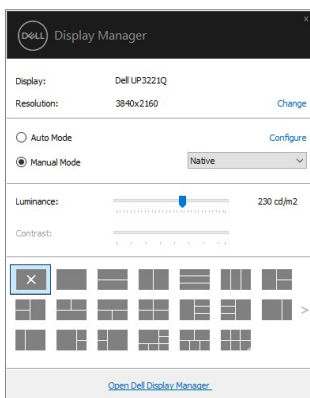 x
DELL Display Manager
Display: Dell UP3221Q
Resolution: 3840x2160 Change
Auto Mode Configure
Manual Mode Native
Luminance: 230 cd/m2
Contrast:
Open Dell Display Manager